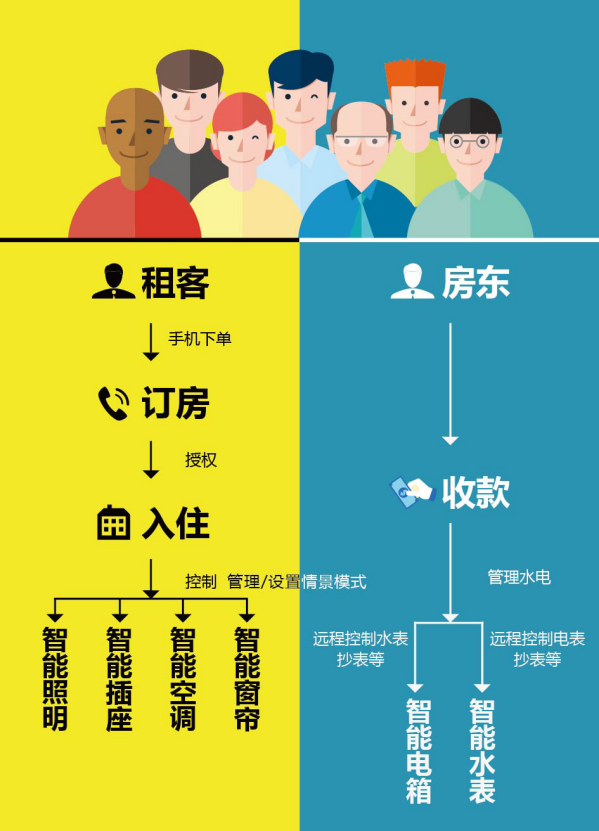 租客
手机下单
订房
授权
入住
控制 管理/设置情景模式
智能照明
智能插座
智能空调
智能窗帘
房东
收款
管理水电
远程控制水表
抄表等
远程控制电表
抄表等
智能电箱
智能水表